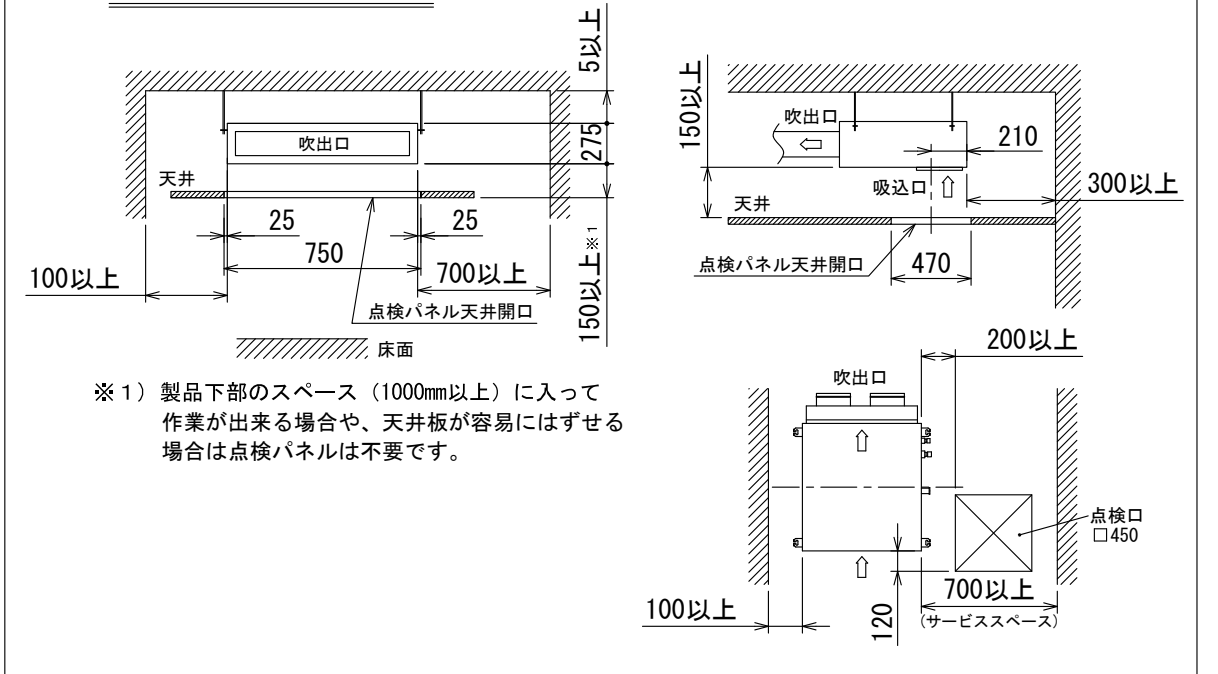 5以上
吹出口
275
天井
25
25
750
100以上
700以上
150以上※1
点検パネル天井開口
床面
※1）製品下部のスペース（1000mm以上）に入って
作業が出来る場合や、天井板が容易にはずせる
場合は点検パネルは不要です。
150以上
吹出口
210
吸込口
300以上
天井
点検パネル天井開口
470
200以上
吹出口
点検口
□450
700以上
（サービススペース）
100以上
120